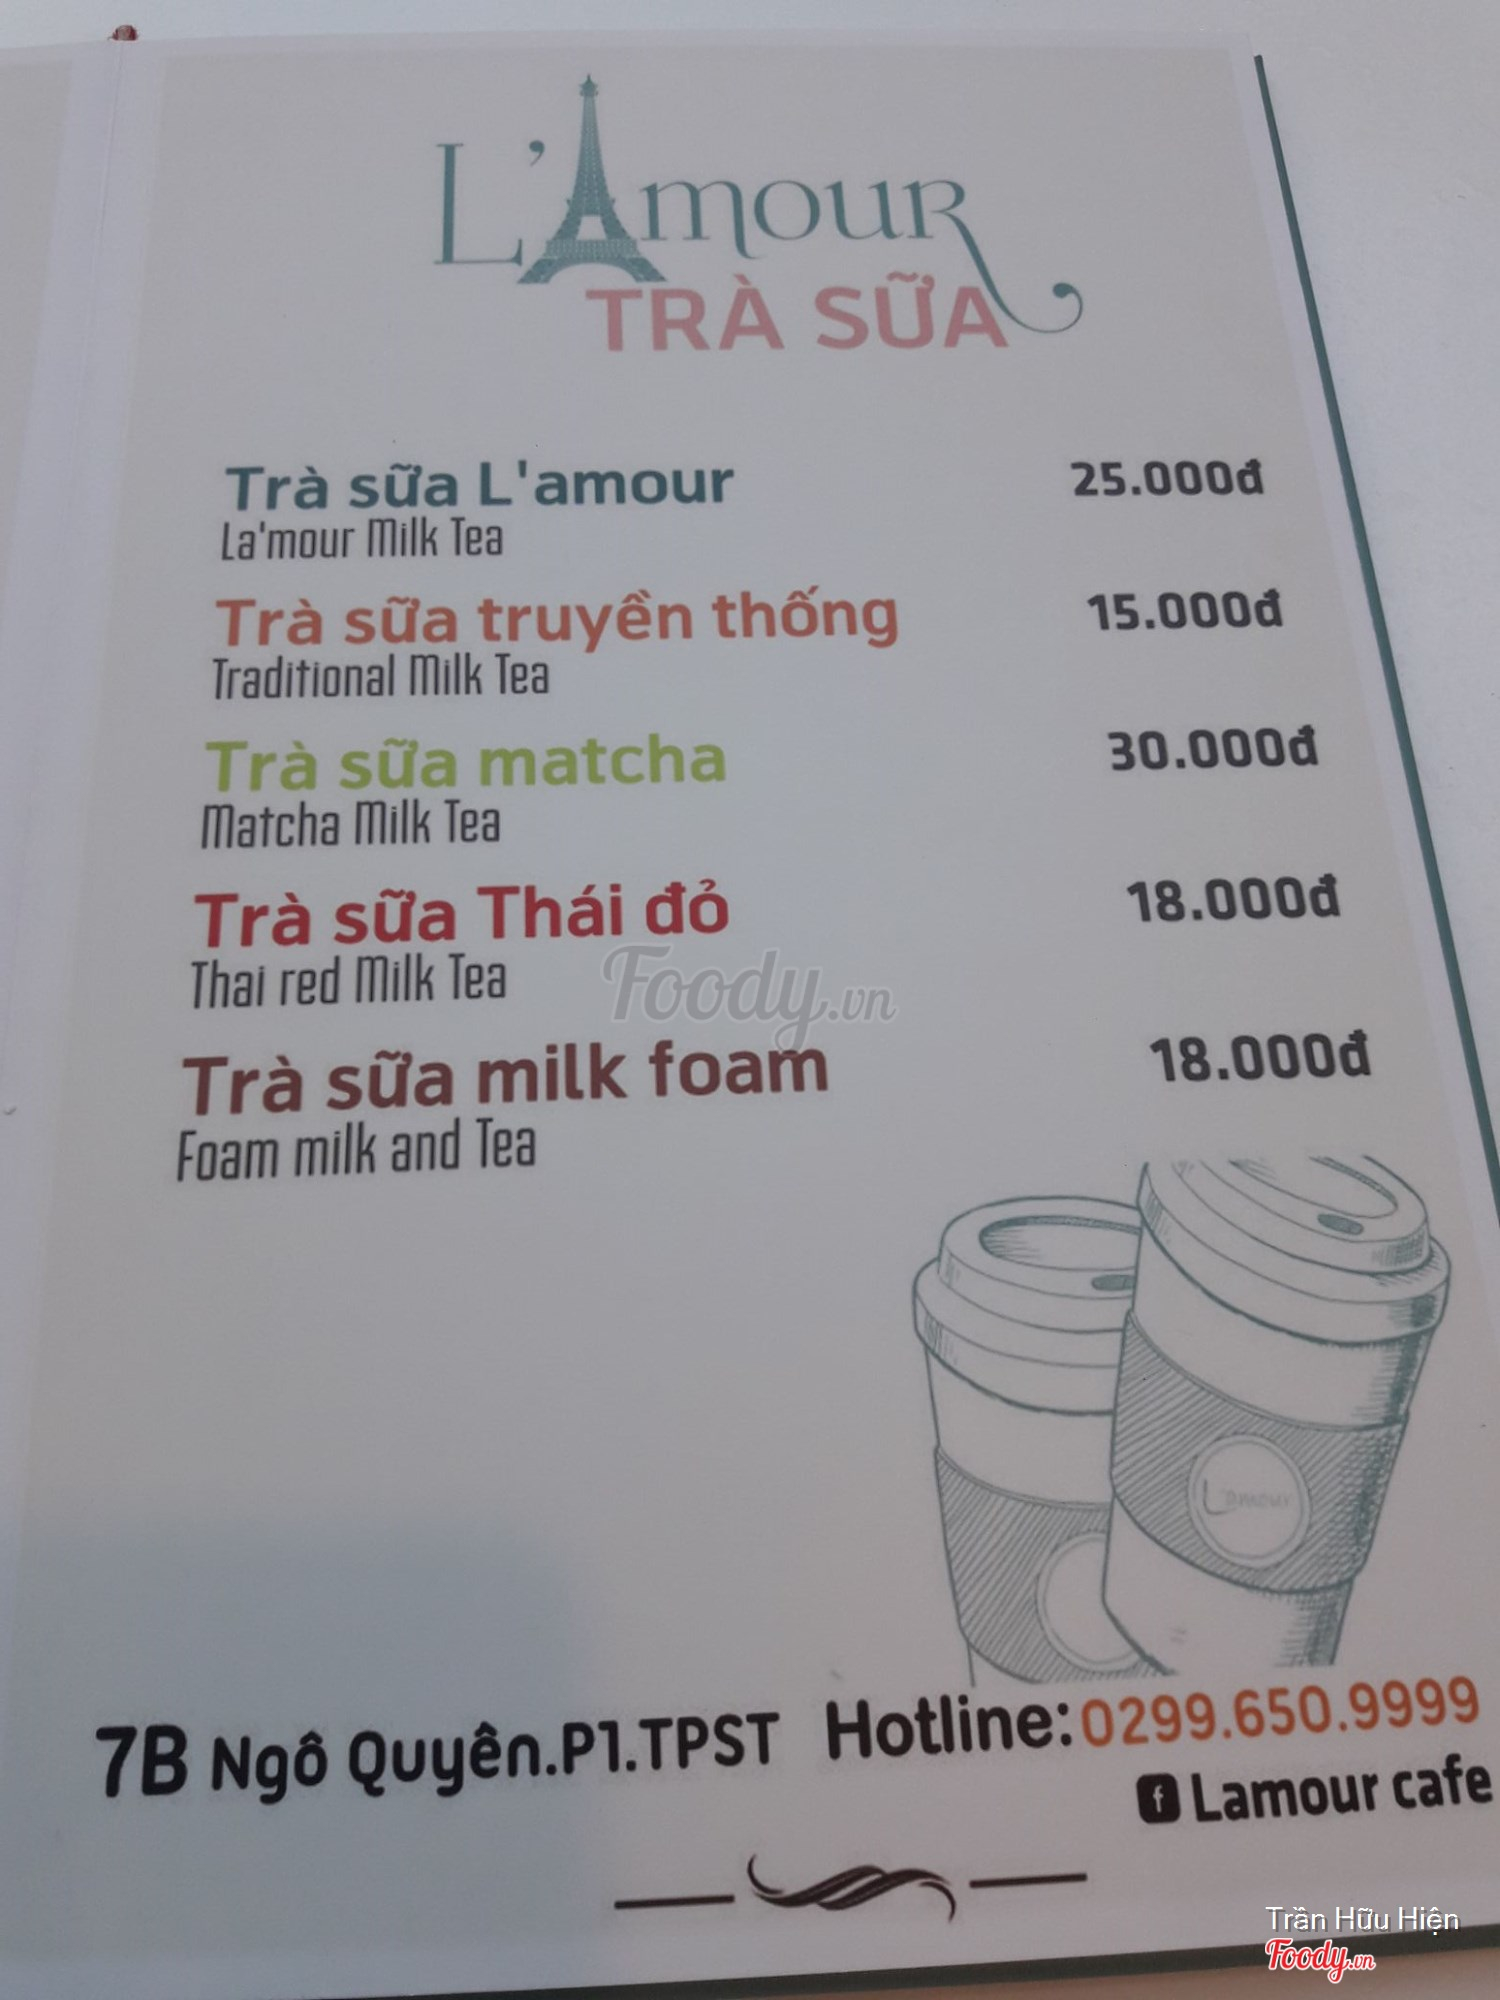 L'Amour
TRÀ SỮA
Trà sữa L'amour 25.000đ
La'mour Milk Tea
Trà sữa truyền thống 15.000đ
Traditional Milk Tea
Trà sữa matcha 30.000đ
Matcha Milk Tea
Trà sữa Thái đỏ 18.000đ
Thai red Milk Tea
Foody.vn
Trà sữa milk foam 18.000đ
Foam milk and Tea
L'amour
7B Ngô Quyên.P1.TPST Hotline:0299.650.9999
f Lamour cafe
Trần Hữu Hiện
Foody.vn